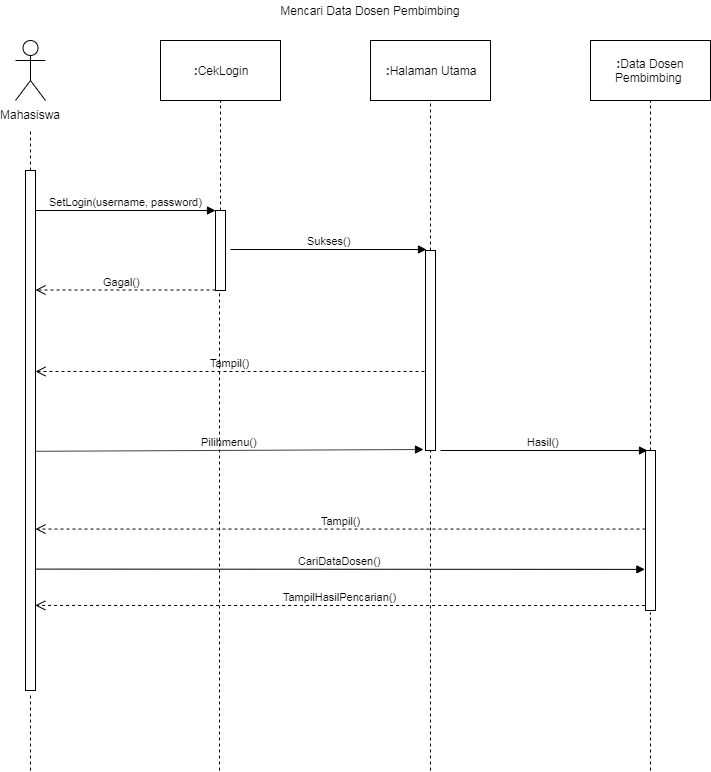 Mencari Data Dosen Pembimbing
:CekLogin
:Halaman Utama
:Data Dosen
Pembimbing
Mahasiswa
SetLogin(username, password)
Sukses()
Gagal()
Tampil()
Pilihmenu()
Hasil()
Tampil()
CariDataDosen()
TampilHasilPencarian()